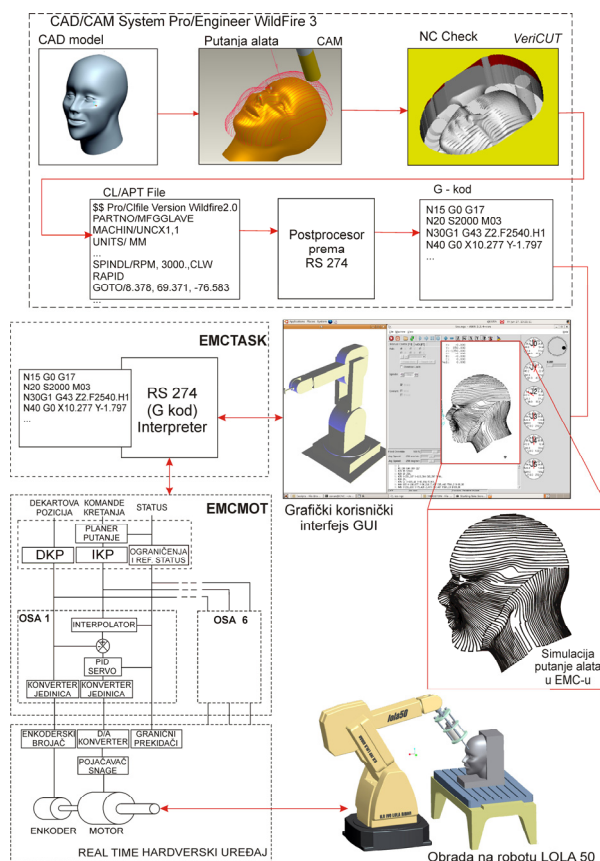 CAD/CAM System Pro/Engineer WildFire 3
CAD model
Putanja alata
CAM
NC Check
VeriCUT
CL/APT File
$$ Pro/Clfile Version Wildfire2.0
PARTNO/MFGGLAVE
MACHIN/UNCX1,1
UNITS/ MM
...
SPINDL/RPM, 3000.,CLW
RAPID
GOTO/8.378, 69.371, -76.583
...
Postprocesor
prema
RS 274
G - kod
N15 G0 G17
N20 S2000 M03
N30G1 G43 Z2.F2540.H1
N40 G0 X10.277 Y-1.797
...
EMCTASK
N15 G0 G17
N20 S2000 M03
N30G1 G43 Z2.F2540.H1
N40 G0 X10.277 Y-1.797
...
RS 274
(G kod)
Interpreter
Grafički korisnički
interfejs GUI
EMCMOT
DEKARTOVA
POZICIJA
KOMANDE
KRETANJA
STATUS
PLANER
PUTANJE
DKP
IKP
OGRANIČENJA
I REF. STATUS
OSA 1
INTERPOLATOR
PID
SERVO
KONVERTER
JEDINICA
KONVERTER
JEDINICA
OSA 6
Simulacija
putanje alata
u EMC-u
ENKODERSKI
BROJAČ
D/A
KONVERTER
GRANIČNI
PREKIDAČI
POJAČAVAČ
SNAGE
ENKODER
MOTOR
REAL TIME HARDVERSKI UREĐAJ
lola50
Obrada na robotu LOLA 50